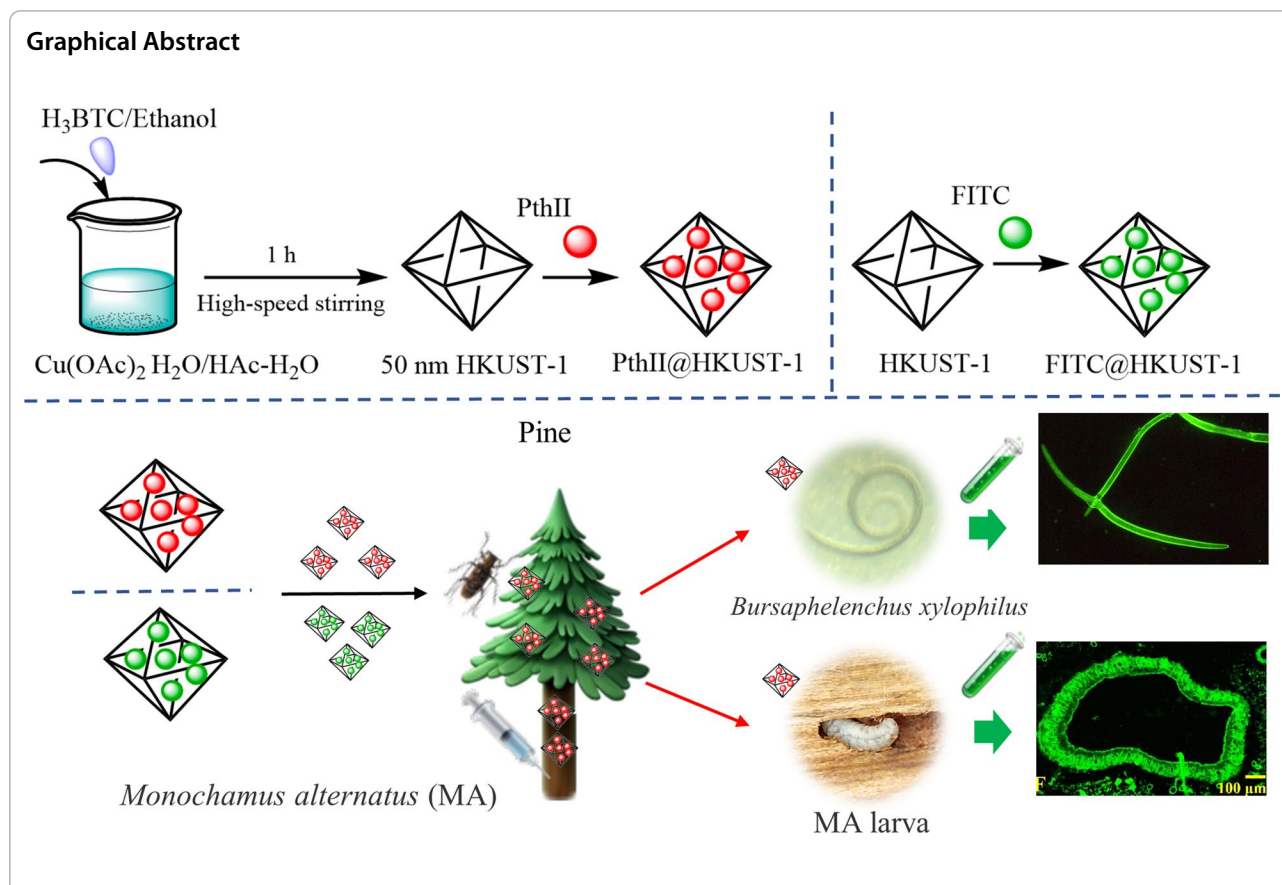 Graphical Abstract
H₃BTC/Ethanol
1 h
High-speed stirring
Cu(OAc)₂ H₂O/HAc-H₂O
PthII
50 nm HKUST-1
PthII@HKUST-1
FITC
HKUST-1
FITC@HKUST-1
Pine
Monochamus alternatus (MA)
Bursaphelenchus xylophilus
MA larva
F
100 μm